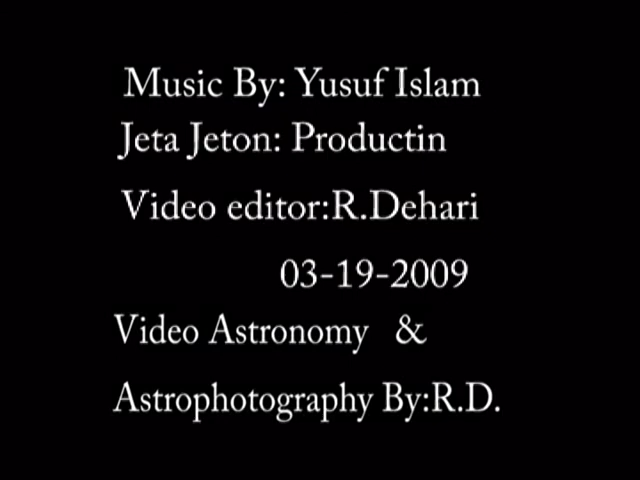 Music By: Yusuf Islam
Jeta Jeton: Productin
Video editor:R.Dehari
03-19-2009
Video Astronomy &
Astrophotography By:R.D.